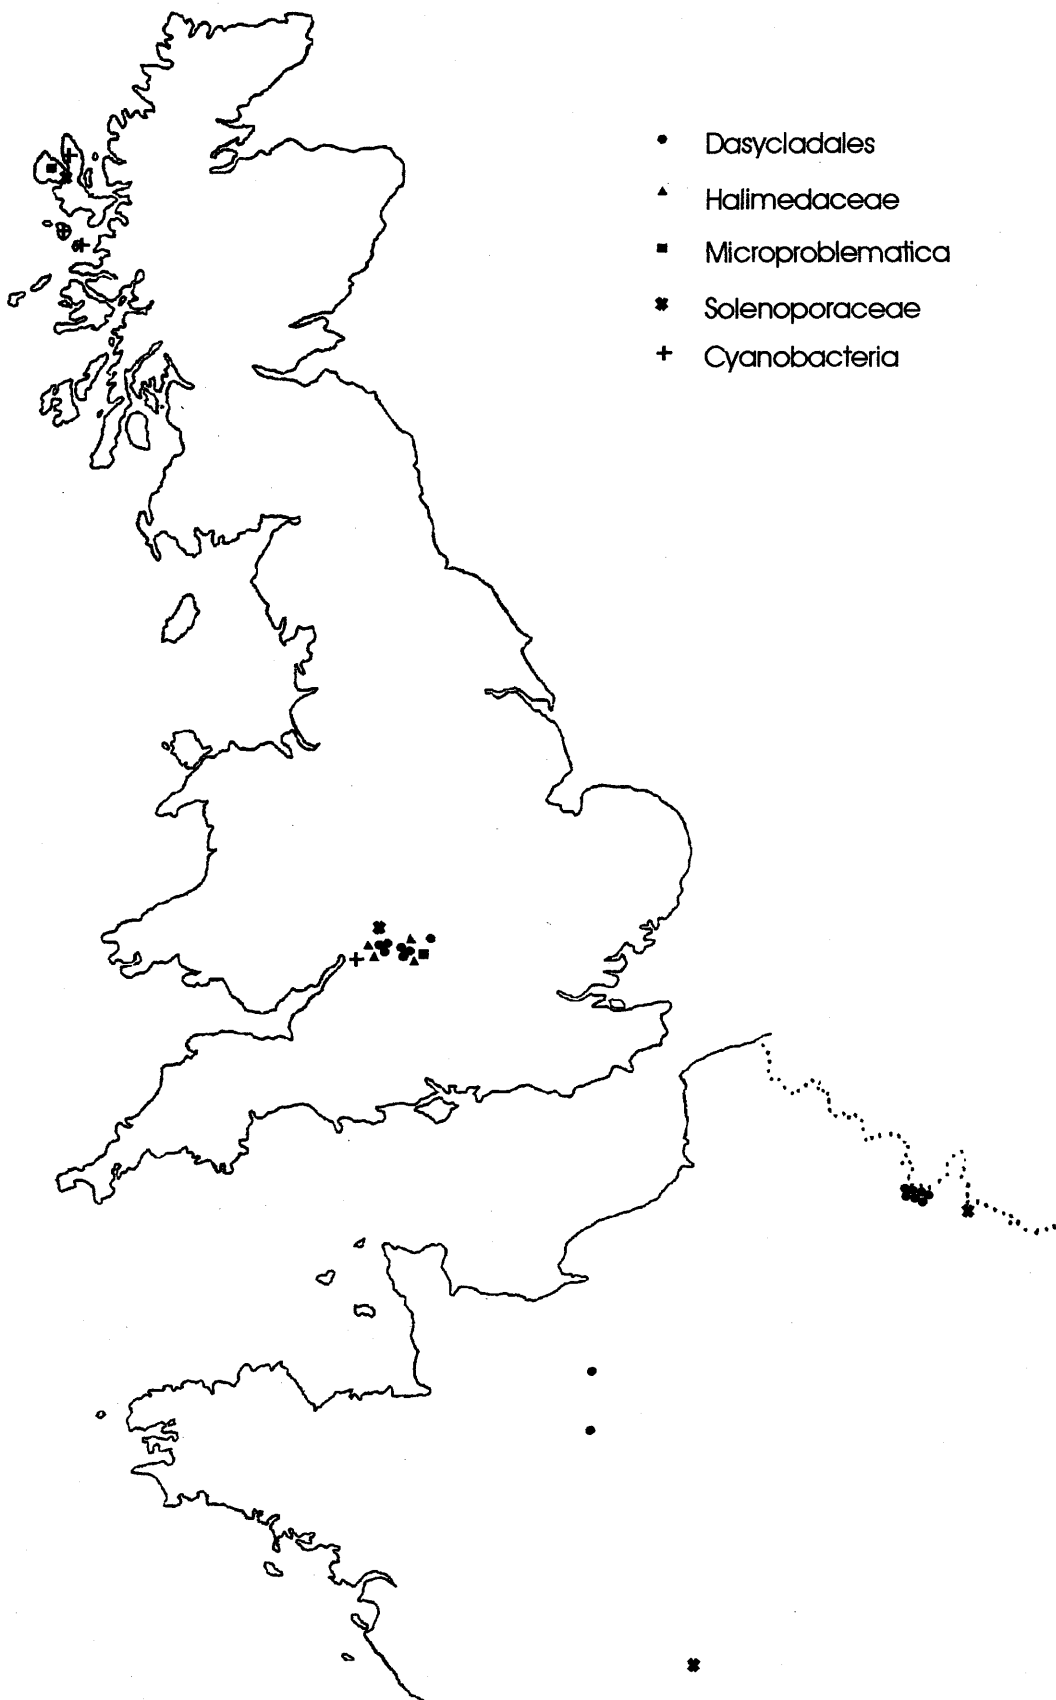 Dasycladales
Halimedaceae
Microproblematica
Solenoporaceae
Cyanobacteria